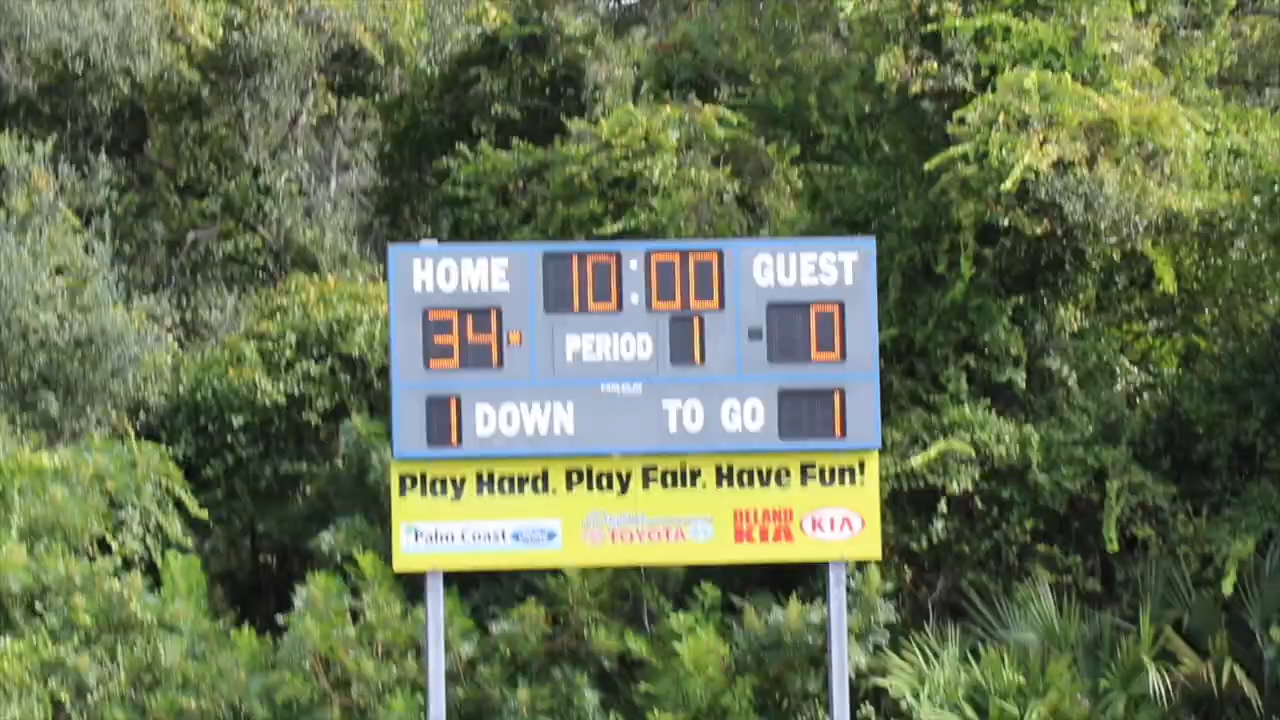 HOME 10:00 GUEST
34 PERIOD 1 0
1 DOWN TO GO 1
Play Hard. Play Fair. Have Fun!
Palm Coast TOYOTA DELAND KIA KIA